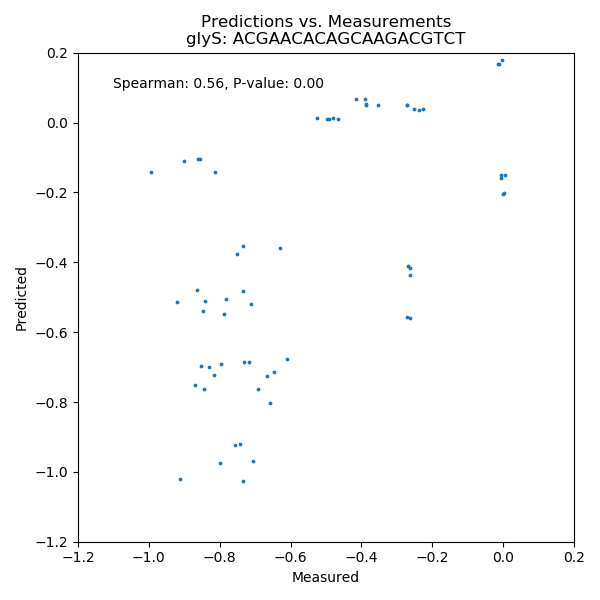 Predictions vs. Measurements
glyS: ACGAACACAGCAAGACGTCT
Spearman: 0.56, P-value: 0.00
0.2
0.0
−0.2
−0.4
−0.6
−0.8
−1.0
−1.2
Predicted
−1.2 −1.0 −0.8 −0.6 −0.4 −0.2 0.0 0.2
Measured